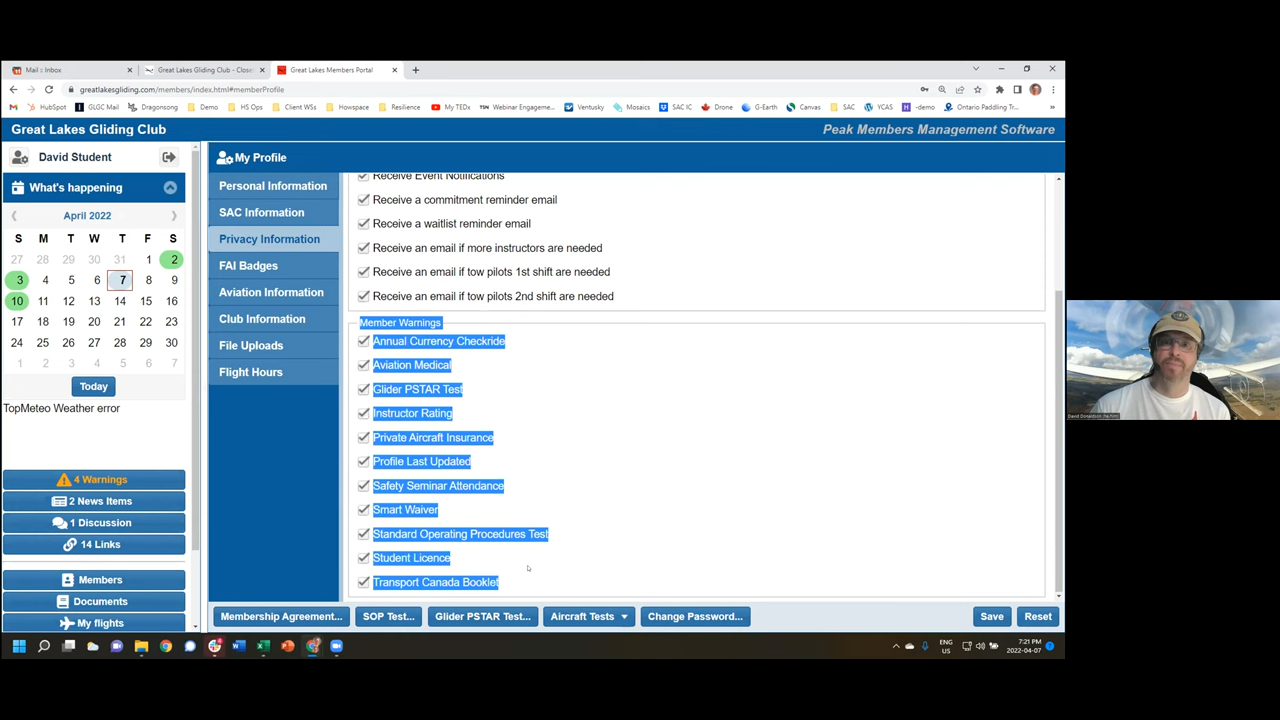 Mail :: Inbox
Great Lakes Gliding Club - Close
Great Lakes Members Portal
greatlakesgliding.com/members/index.html#memberProfile
HubSpot
GLGC Mail
Dragonsong
Demo
HS Ops
Client WSs
Howspace
Resilience
My TEDx
TSN Webinar Engageme...
Ventusky
Mosaics
SAC IC
Drone
G-Earth
Canvas
SAC
YCAS
-demo
Ontario Paddling Tr...
Great Lakes Gliding Club
Peak Members Management Software
David Student
What's happening
April 2022
S M T W T F S
27 28 29 30 31 1 2
3 4 5 6 7 8 9
10 11 12 13 14 15 16
17 18 19 20 21 22 23
24 25 26 27 28 29 30
1 2 3 4 5 6 7
Today
TopMeteo Weather error
4 Warnings
2 News Items
1 Discussion
14 Links
Members
Documents
My flights
My Profile
Personal Information
SAC Information
Privacy Information
FAI Badges
Aviation Information
Club Information
File Uploads
Flight Hours
Receive Event Notifications
Receive a commitment reminder email
Receive a waitlist reminder email
Receive an email if more instructors are needed
Receive an email if tow pilots 1st shift are needed
Receive an email if tow pilots 2nd shift are needed
Member Warnings
Annual Currency Checkride
Aviation Medical
Glider PSTAR Test
Instructor Rating
Private Aircraft Insurance
Profile Last Updated
Safety Seminar Attendance
Smart Waiver
Standard Operating Procedures Test
Student Licence
Transport Canada Booklet
Membership Agreement...
SOP Test...
Glider PSTAR Test...
Aircraft Tests
Change Password...
Save
Reset
ENG
US
7:21 PM
2022-04-07
David Donaldson